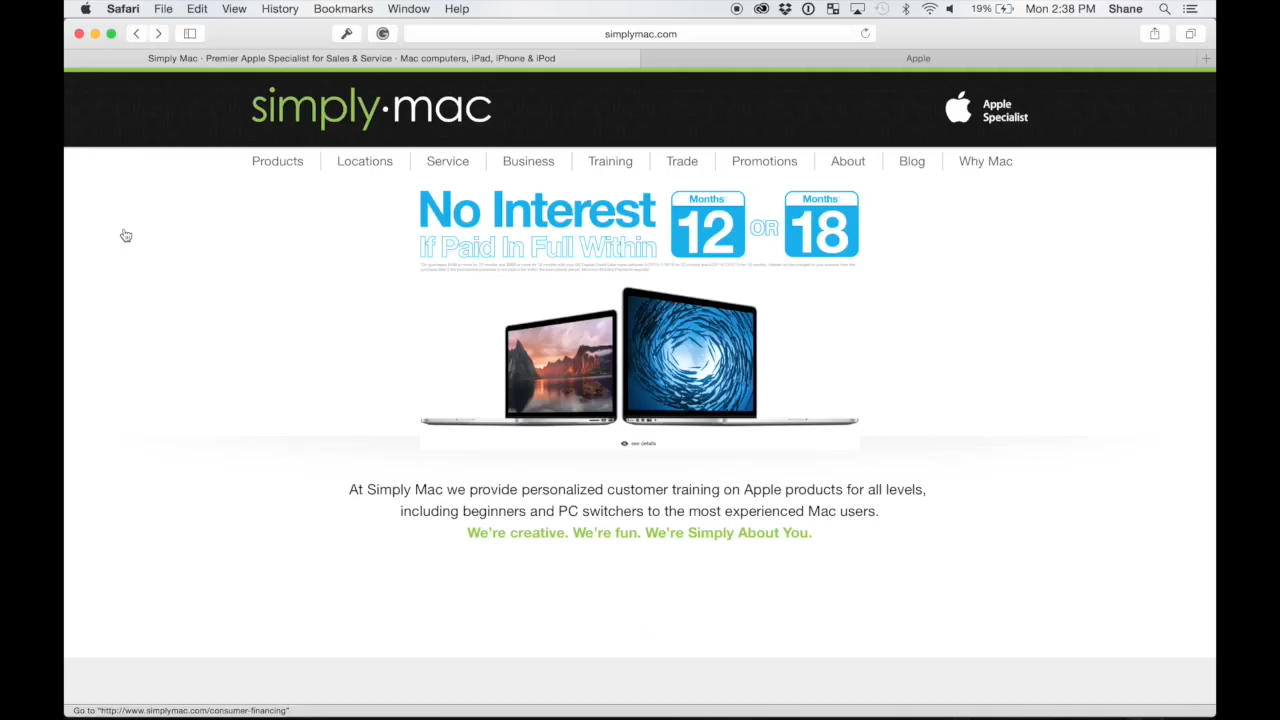 Safari File Edit View History Bookmarks Window Help 19% Mon 2:38 PM Shane
simplymac.com
Simply Mac - Premier Apple Specialist for Sales & Service - Mac computers, iPad, iPhone & iPod Apple
simply·mac
Apple
Specialist
Products Locations Service Business Training Trade Promotions About Blog Why Mac
No Interest
If Paid In Full Within
Months
12
OR
Months
18
see details
At Simply Mac we provide personalized customer training on Apple products for all levels,
including beginners and PC switchers to the most experienced Mac users.
We're creative. We're fun. We're Simply About You.
Go to "http://www.simplymac.com/consumer-financing"